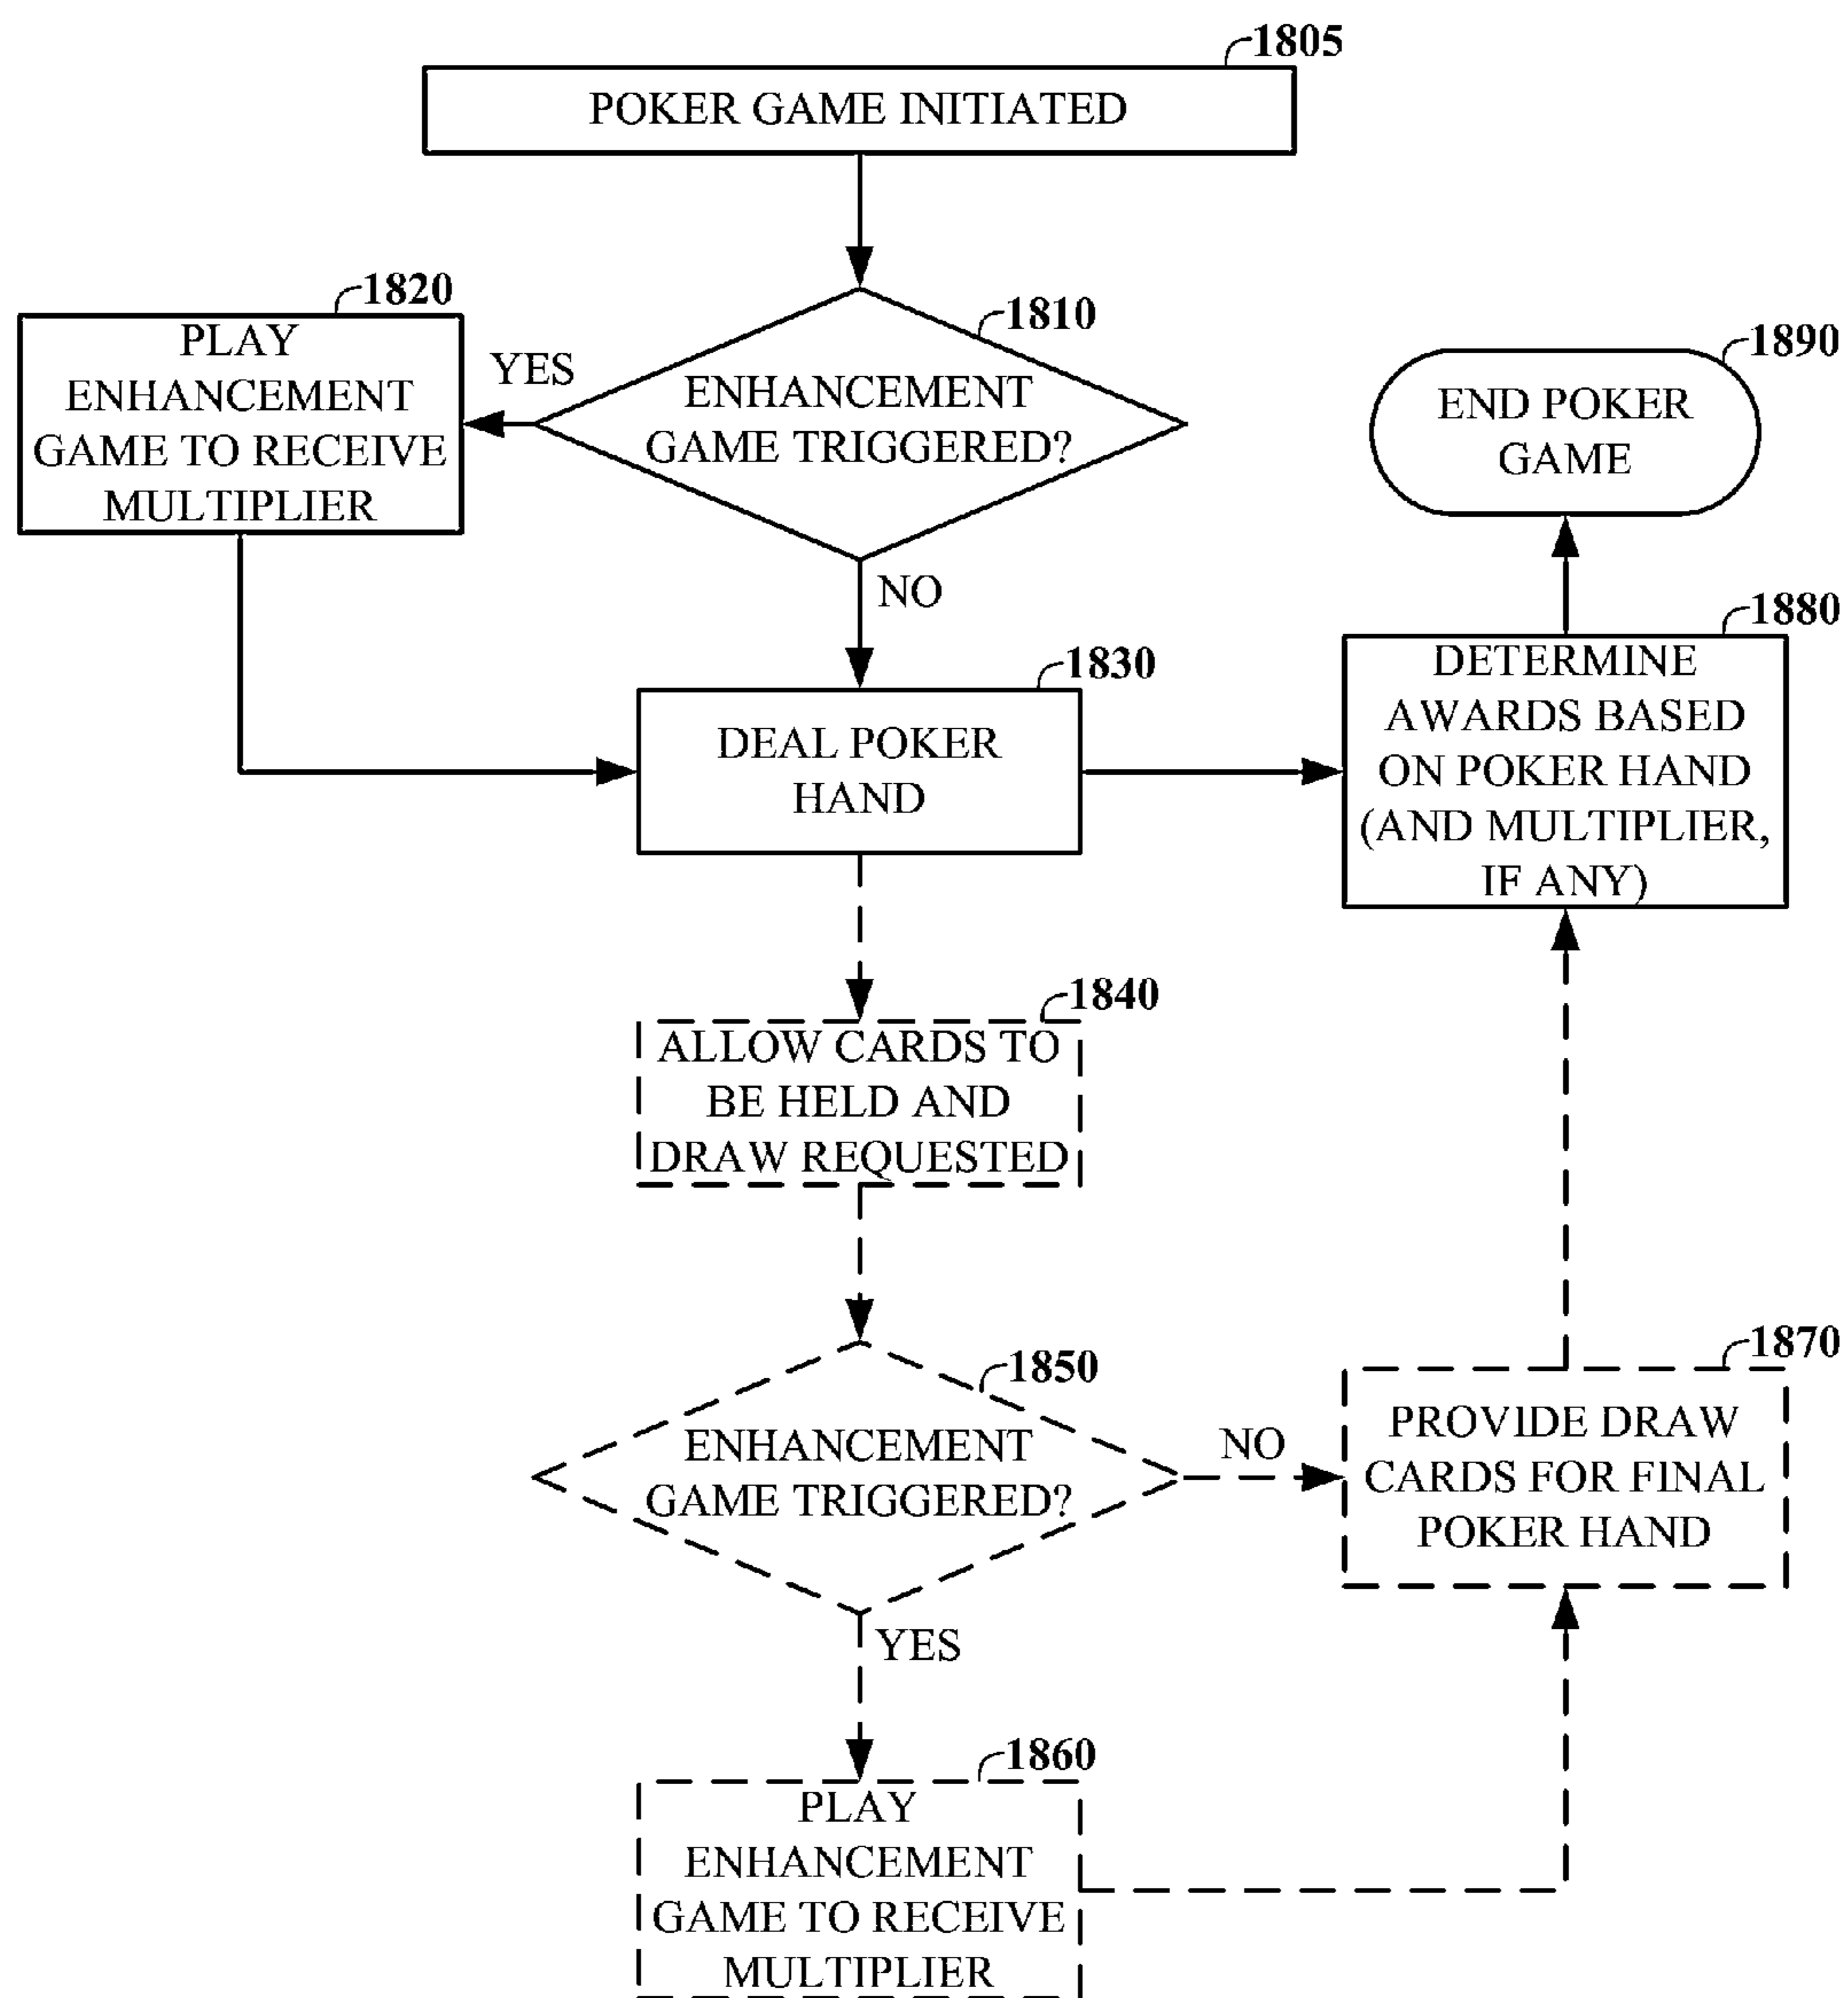 1805
POKER GAME INITIATED
1820
PLAY
ENHANCEMENT
GAME TO RECEIVE
MULTIPLIER
YES
1810
ENHANCEMENT
GAME TRIGGERED?
NO
1890
END POKER
GAME
1830
DEAL POKER
HAND
1880
DETERMINE
AWARDS BASED
ON POKER HAND
(AND MULTIPLIER,
IF ANY)
1840
ALLOW CARDS TO
BE HELD AND
DRAW REQUESTED
1850
ENHANCEMENT
GAME TRIGGERED?
NO
YES
1870
PROVIDE DRAW
CARDS FOR FINAL
POKER HAND
1860
PLAY
ENHANCEMENT
GAME TO RECEIVE
MULTIPLIER